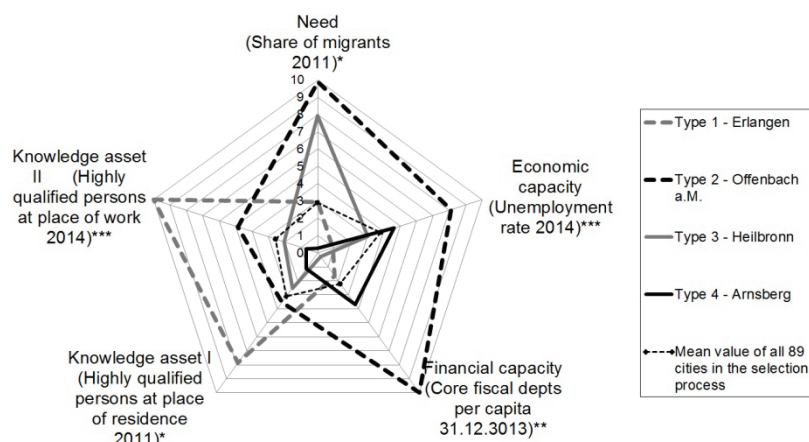 Need
(Share of migrants
2011)*
10
9
8
7
6
5
4
3
2
1
0
Economic
capacity
(Unemployment
rate 2014)***
Financial capacity
(Core fiscal depts
per capita
31.12.3013)**
Knowledge asset I
(Highly qualified
persons at place
of residence
2011)*
Knowledge asset
II (Highly
qualified persons
at place of work
2014)***
Type 1 - Erlangen
Type 2 - Offenbach
a.M.
Type 3 - Heilbronn
Type 4 - Arnsberg
Mean value of all 89
cities in the selection
process